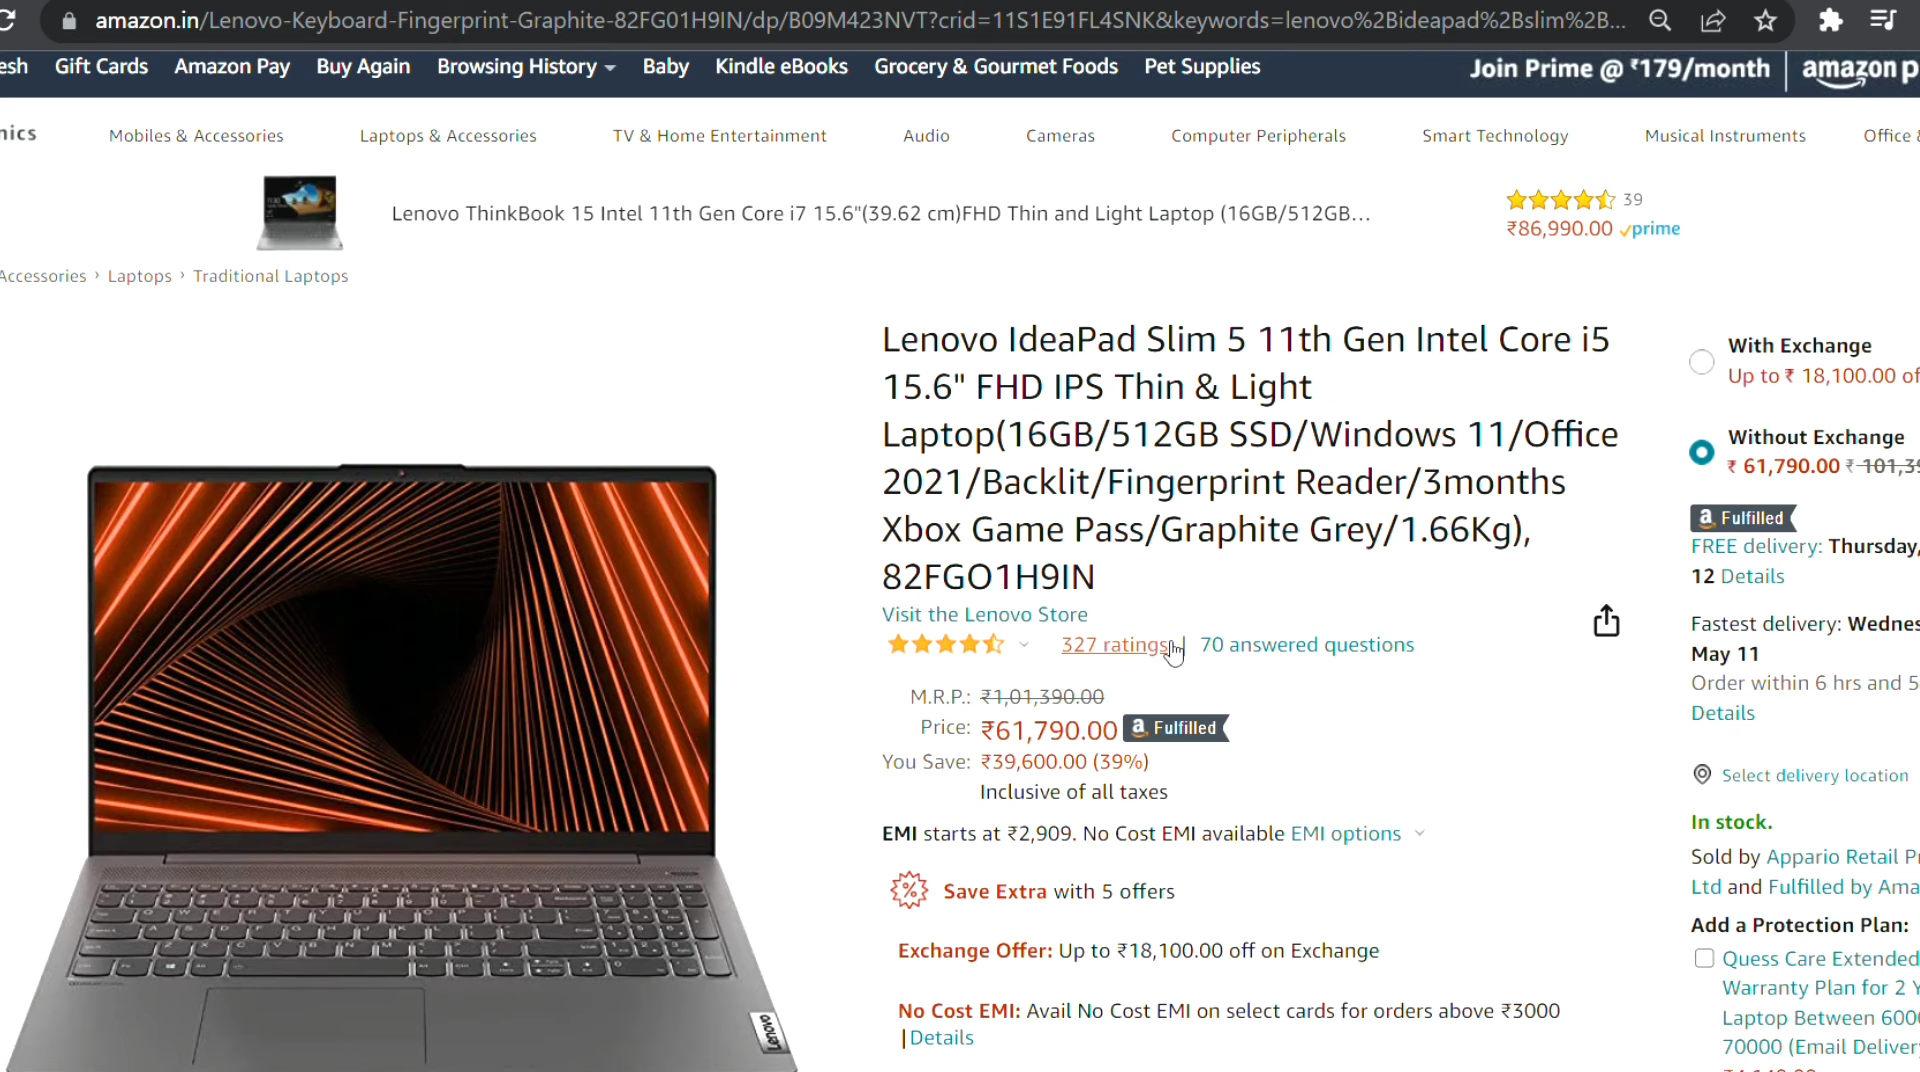 amazon.in/Lenovo-Keyboard-Fingerprint-Graphite-82FG01H9IN/dp/B09M423NVT?crid=11S1E91FL4SNK&keywords=lenovo%2Bideapad%2Bslim%2B...
esh Gift Cards Amazon Pay Buy Again Browsing History Baby Kindle eBooks Grocery & Gourmet Foods Pet Supplies Join Prime @ ₹179/month amazon p
nics Mobiles & Accessories Laptops & Accessories TV & Home Entertainment Audio Cameras Computer Peripherals Smart Technology Musical Instruments Office &
Lenovo ThinkBook 15 Intel 11th Gen Core i7 15.6"(39.62 cm)FHD Thin and Light Laptop (16GB/512GB...
39
₹86,990.00 prime
Accessories › Laptops › Traditional Laptops
Lenovo IdeaPad Slim 5 11th Gen Intel Core i5
15.6" FHD IPS Thin & Light
Laptop(16GB/512GB SSD/Windows 11/Office
2021/Backlit/Fingerprint Reader/3months
Xbox Game Pass/Graphite Grey/1.66Kg),
82FGO1H9IN
Visit the Lenovo Store
327 ratings | 70 answered questions
M.R.P.: ₹1,01,390.00
Price: ₹61,790.00 a Fulfilled
You Save: ₹39,600.00 (39%)
Inclusive of all taxes
EMI starts at ₹2,909. No Cost EMI available EMI options
Save Extra with 5 offers
Exchange Offer: Up to ₹18,100.00 off on Exchange
No Cost EMI: Avail No Cost EMI on select cards for orders above ₹3000
| Details
Lenovo
With Exchange
Up to ₹ 18,100.00 of
Without Exchange
₹ 61,790.00 ₹ 101,39
a Fulfilled
FREE delivery: Thursday,
12 Details
Fastest delivery: Wednes
May 11
Order within 6 hrs and 5
Details
Select delivery location
In stock.
Sold by Appario Retail Pr
Ltd and Fulfilled by Ama
Add a Protection Plan:
Quess Care Extended
Warranty Plan for 2 Y
Laptop Between 6000
70000 (Email Delivery